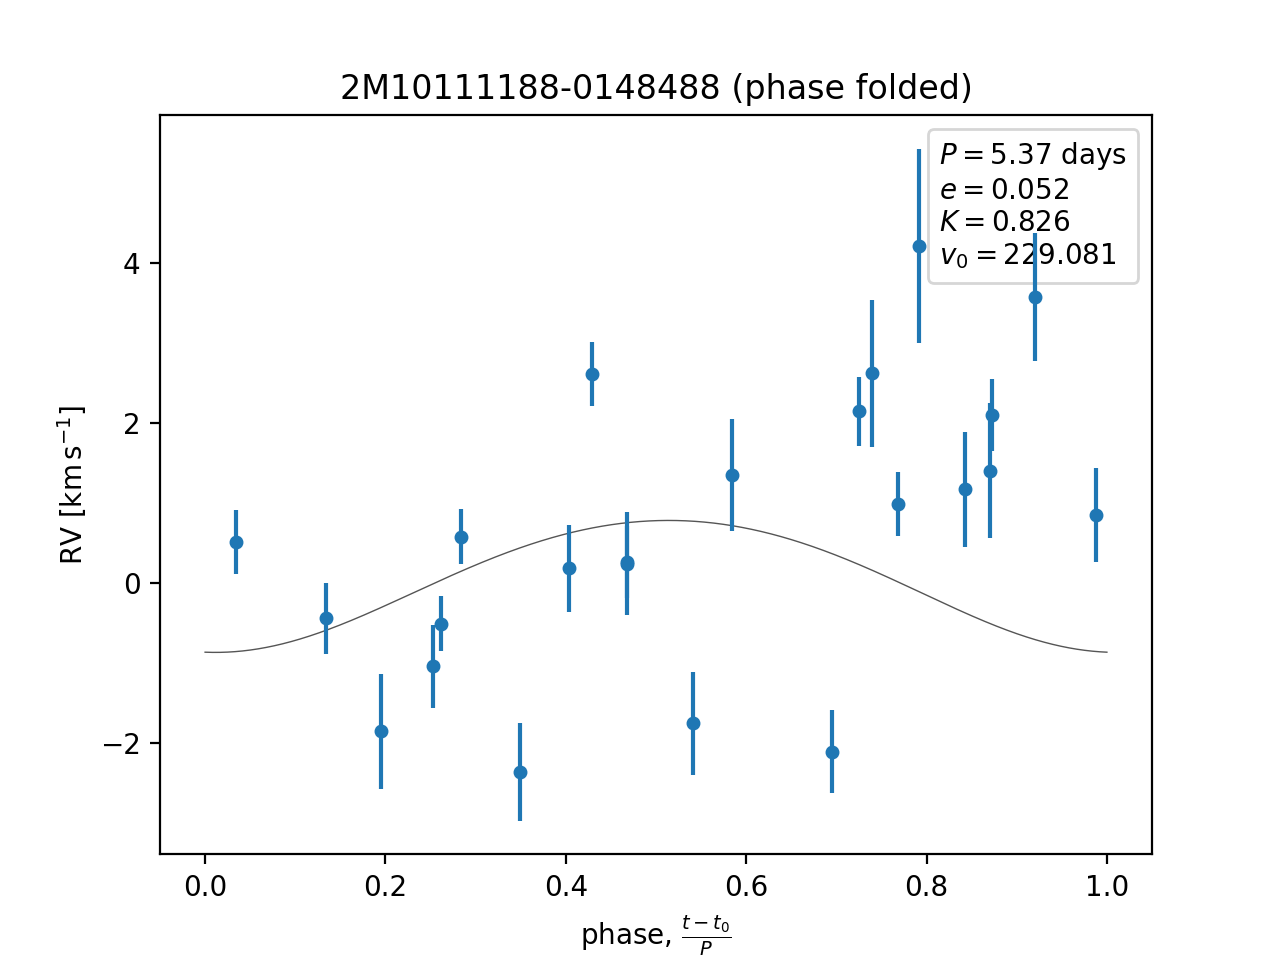 2M10111188-0148488 (phase folded)
P = 5.37 days
e = 0.052
K = 0.826
v₀ = 229.081
RV [km s⁻¹]
4
2
0
−2
0.0 0.2 0.4 0.6 0.8 1.0
phase, (t − t₀)/P